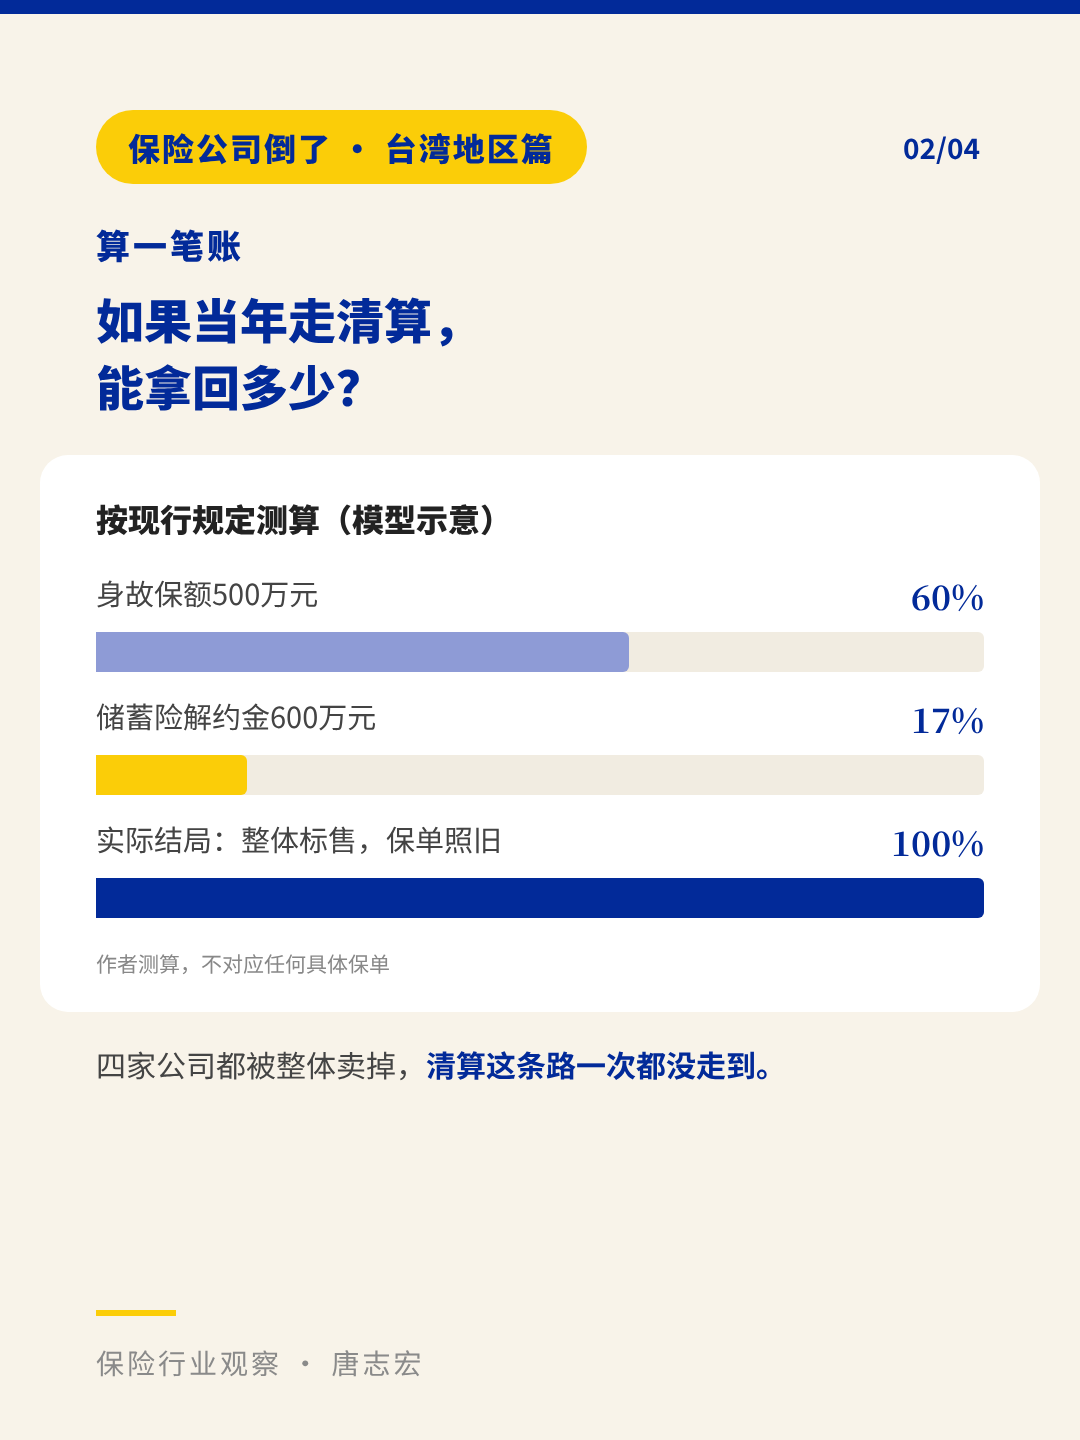 保险公司倒了 · 台湾地区篇
02/04
算一笔账
如果当年走清算，
能拿回多少？
按现行规定测算（模型示意）
身故保额500万元
60%
储蓄险解约金600万元
17%
实际结局：整体标售，保单照旧
100%
作者测算，不对应任何具体保单
四家公司都被整体卖掉，清算这条路一次都没走到。
保险行业观察 · 唐志宏